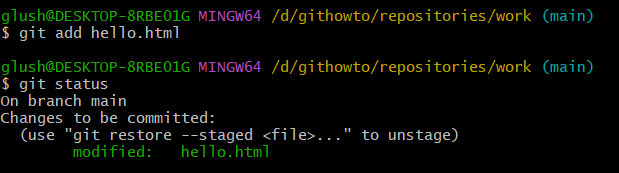 glush@DESKTOP-8RBE01G MINGW64 /d/githowto/repositories/work (main)
$ git add hello.html
glush@DESKTOP-8RBE01G MINGW64 /d/githowto/repositories/work (main)
$ git status
On branch main
Changes to be committed:
  (use "git restore --staged <file>..." to unstage)
        modified:   hello.html